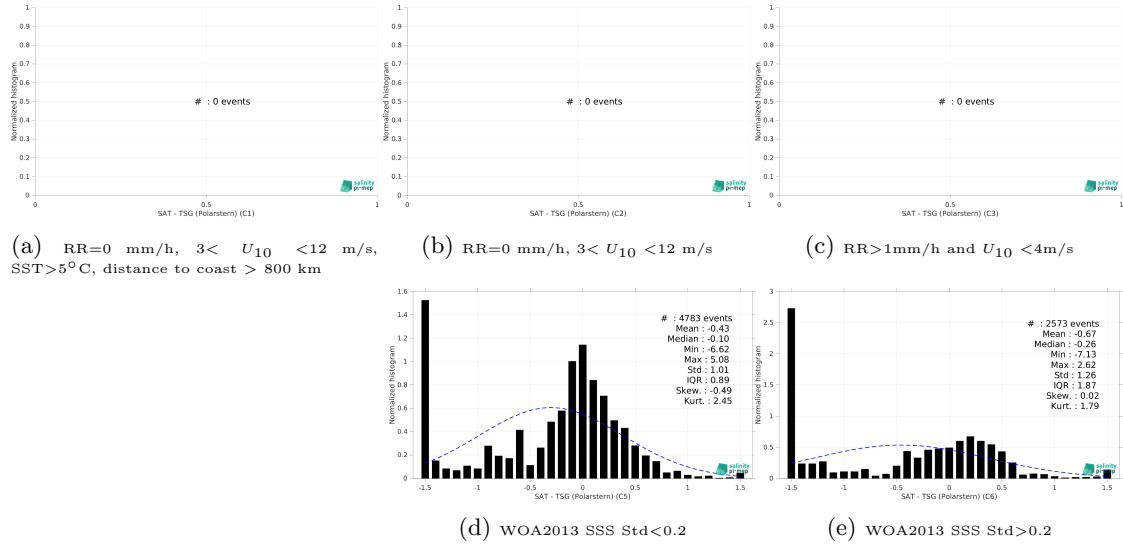 1
0.9
0.8
0.7
0.6
0.5
0.4
0.3
0.2
0.1
0
Normalized histogram
# : 0 events
salinity
pi-mep
0 0.5 1
SAT - TSG (Polarstern) (C1)
1
0.9
0.8
0.7
0.6
0.5
0.4
0.3
0.2
0.1
0
Normalized histogram
# : 0 events
salinity
pi-mep
0 0.5 1
SAT - TSG (Polarstern) (C2)
1
0.9
0.8
0.7
0.6
0.5
0.4
0.3
0.2
0.1
0
Normalized histogram
# : 0 events
salinity
pi-mep
0 0.5 1
SAT - TSG (Polarstern) (C3)
(a) RR=0 mm/h, 3< U10 <12 m/s,
SST>5°C, distance to coast > 800 km
(b) RR=0 mm/h, 3< U10 <12 m/s
(c) RR>1mm/h and U10 <4m/s
1.6
1.4
1.2
1
0.8
0.6
0.4
0.2
0
Normalized histogram
# : 4783 events
Mean : -0.43
Median : -0.10
Min : -6.62
Max : 5.08
Std : 1.01
IQR : 0.89
Skew. : -0.49
Kurt. : 2.45
salinity
pi-mep
-1.5 -1 -0.5 0 0.5 1 1.5
SAT - TSG (Polarstern) (C5)
3
2.5
2
1.5
1
0.5
0
Normalized histogram
# : 2573 events
Mean : -0.67
Median : -0.26
Min : -7.13
Max : 2.62
Std : 1.26
IQR : 1.87
Skew. : 0.02
Kurt. : 1.79
salinity
pi-mep
-1.5 -1 -0.5 0 0.5 1 1.5
SAT - TSG (Polarstern) (C6)
(d) WOA2013 SSS Std<0.2
(e) WOA2013 SSS Std>0.2